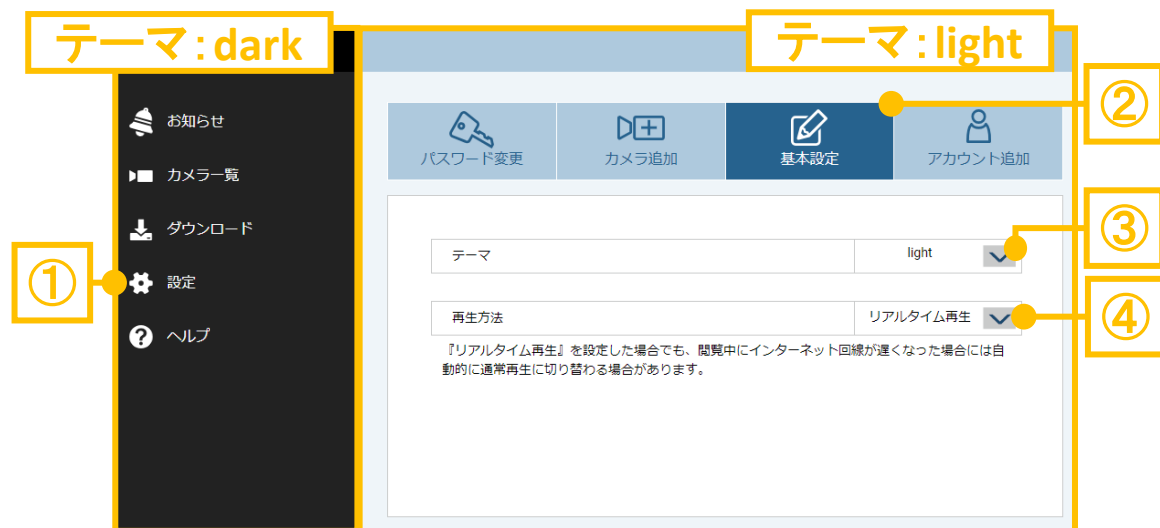 テーマ:dark
テーマ:light
①
お知らせ
カメラ一覧
ダウンロード
設定
ヘルプ
②
パスワード変更
カメラ追加
基本設定
アカウント追加
③
テーマ
light
④
再生方法
リアルタイム再生
『リアルタイム再生』を設定した場合でも、閲覧中にインターネット回線が遅くなった場合には自
動的に通常再生に切り替わる場合があります。